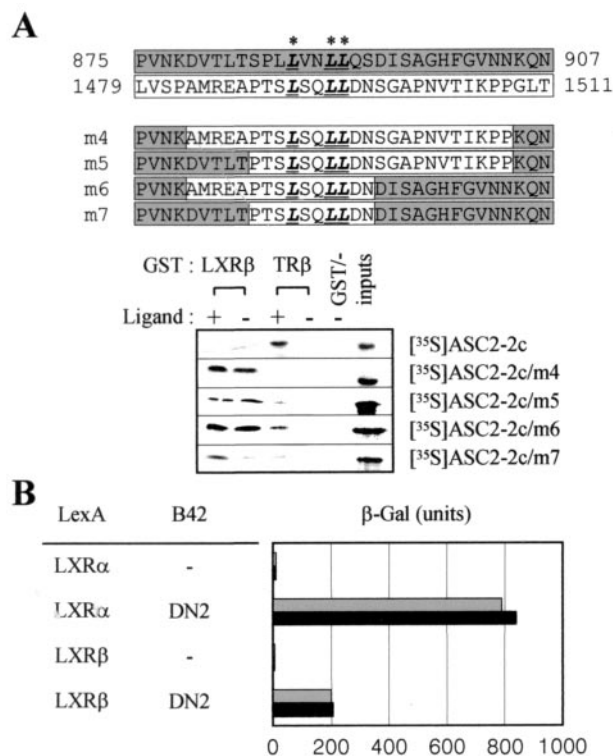 A
* **
875 PVNKDVTLTSPLLVNLLQSDISAGHFGVNNKQN 907
1479 LVSPAMREAPTSLSQLLDNSGAPNVTIKPPGLT 1511
m4 PVNKAMREAPTSLSQLLDNSGAPNVTIKPPKQN
m5 PVNKDVTLTPTSLSQLLDNSGAPNVTIKPPKQN
m6 PVNKAMREAPTSLSQLLDNDISAGHFGVNNKQN
m7 PVNKDVTLTPTSLSQLLDNDISAGHFGVNNKQN
GST : LXRβ TRβ GST/- inputs
Ligand : + - + - -
[³⁵S]ASC2-2c
[³⁵S]ASC2-2c/m4
[³⁵S]ASC2-2c/m5
[³⁵S]ASC2-2c/m6
[³⁵S]ASC2-2c/m7
B
LexA B42 β-Gal (units)
LXRα -
LXRα DN2
LXRβ -
LXRβ DN2
0 200 400 600 800 1000